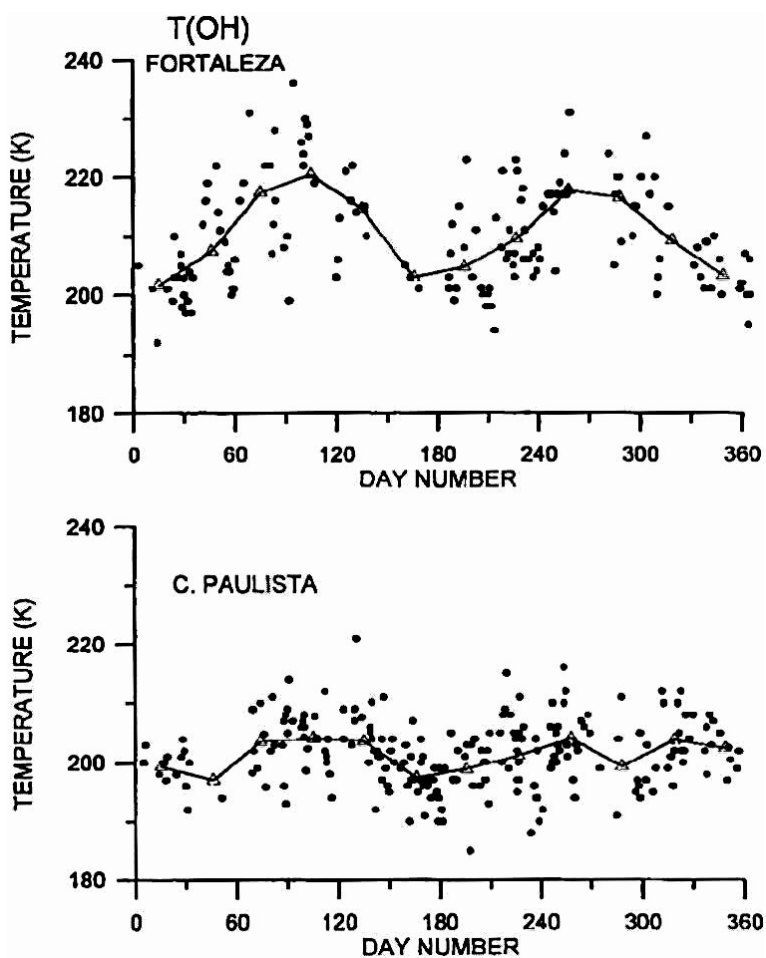 T(OH)
FORTALEZA
TEMPERATURE (K)
240
220
200
180
0 60 120 180 240 300 360
DAY NUMBER
C. PAULISTA
TEMPERATURE (K)
240
220
200
180
0 60 120 180 240 300 360
DAY NUMBER